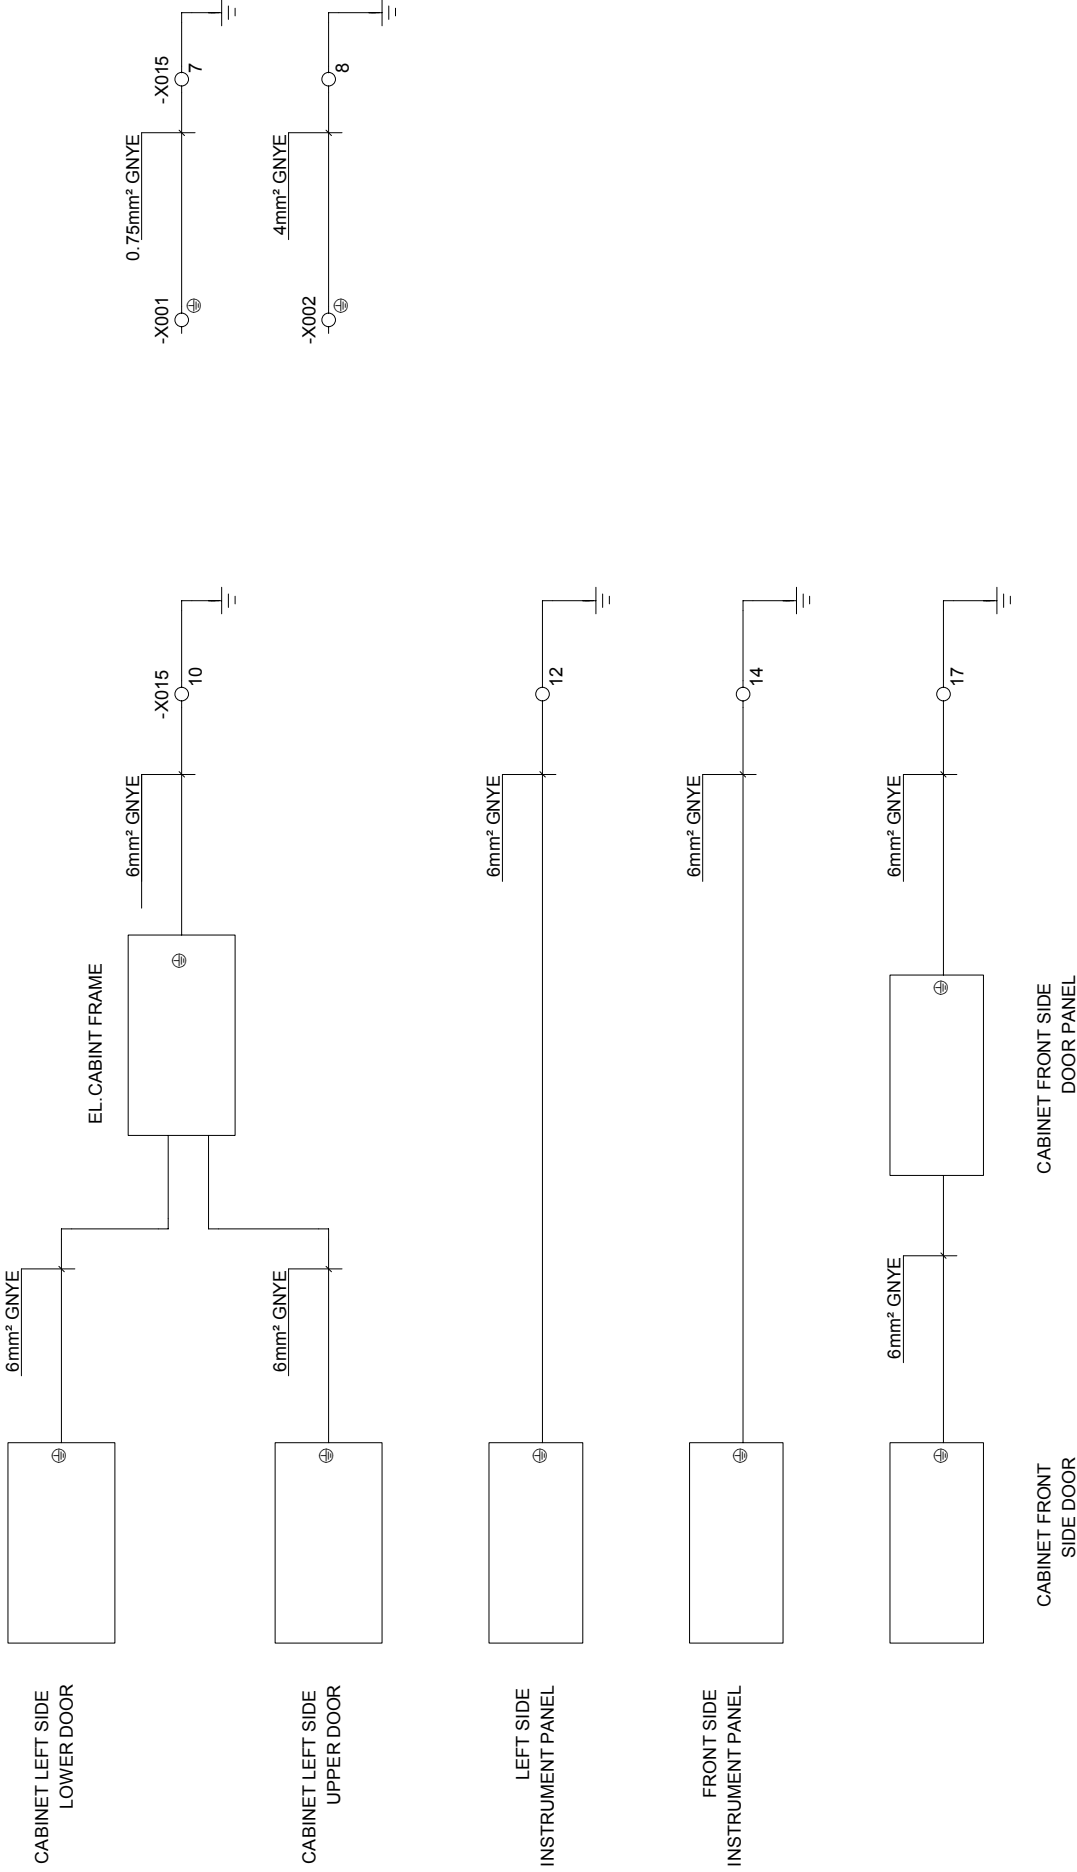 CABINET LEFT SIDE
LOWER DOOR
6mm² GNYE
EL.CABINT FRAME
6mm² GNYE
-X015
10
-X001
0.75mm² GNYE
-X015
7
CABINET LEFT SIDE
UPPER DOOR
6mm² GNYE
-X002
4mm² GNYE
8
LEFT SIDE
INSTRUMENT PANEL
6mm² GNYE
12
FRONT SIDE
INSTRUMENT PANEL
6mm² GNYE
14
6mm² GNYE
6mm² GNYE
17
CABINET FRONT
SIDE DOOR
CABINET FRONT SIDE
DOOR PANEL